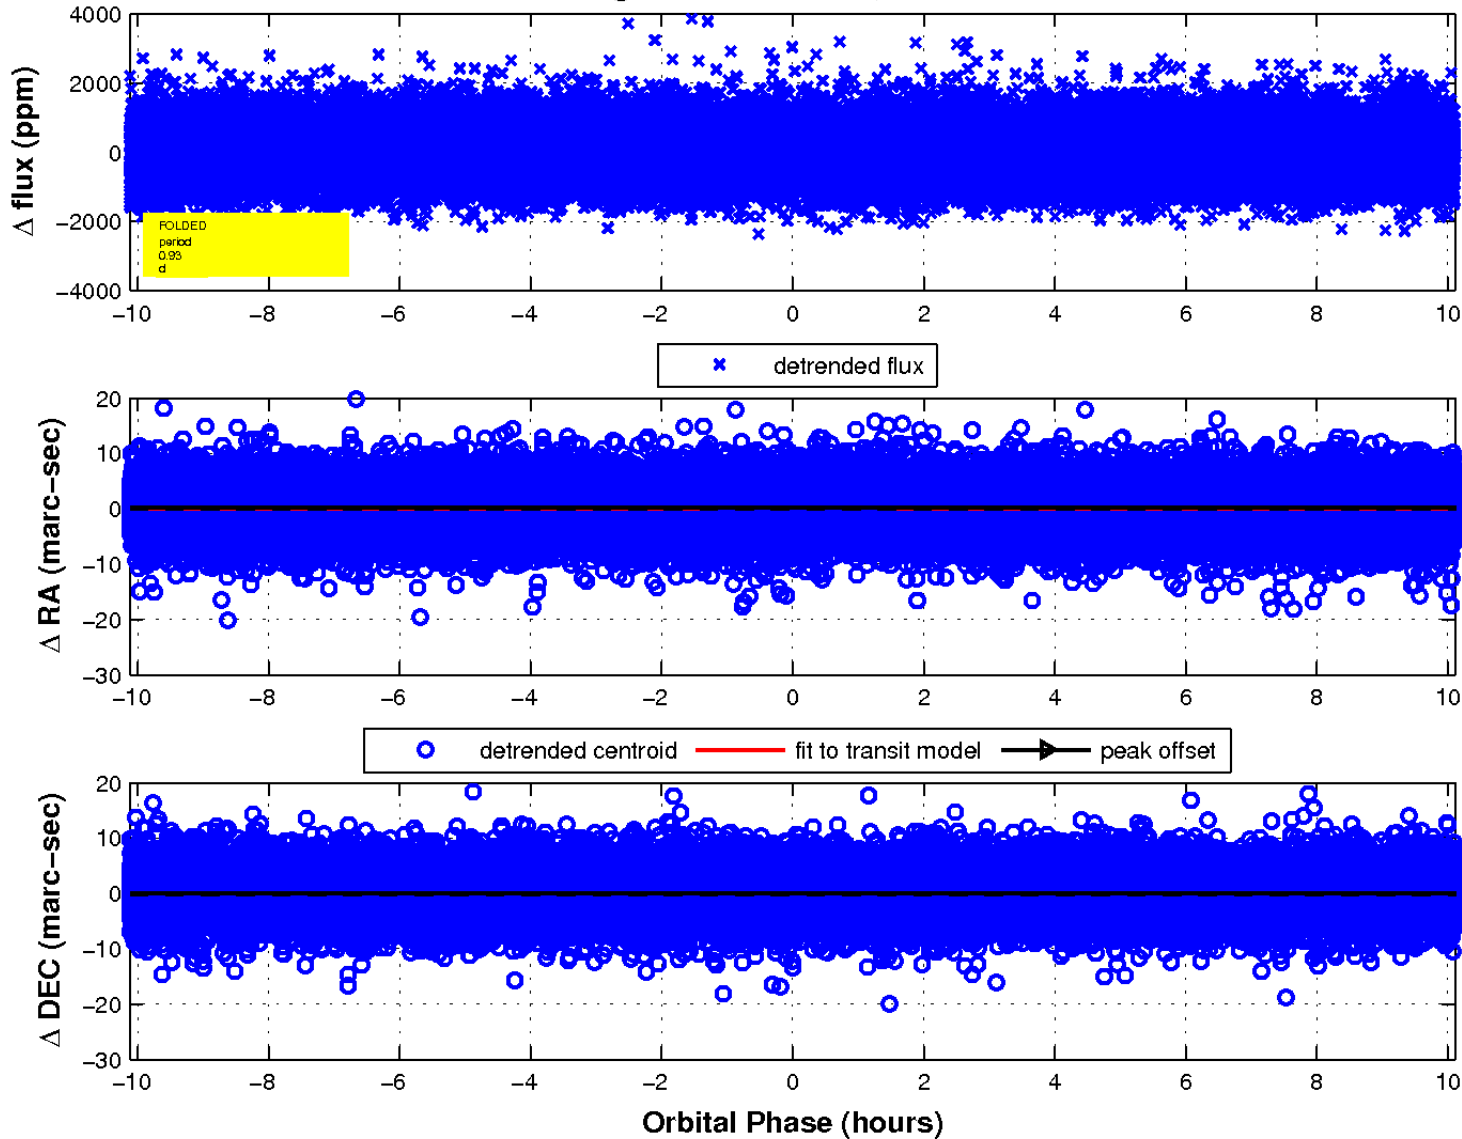 4000
2000
0
−2000
−4000
Δ flux (ppm)
FOLDED
period
0.93
d
−10 −8 −6 −4 −2 0 2 4 6 8 10
detrended flux
20
10
0
−10
−20
−30
Δ RA (marc−sec)
−10 −8 −6 −4 −2 0 2 4 6 8 10
detrended centroid fit to transit model peak offset
20
10
0
−10
−20
−30
Δ DEC (marc−sec)
−10 −8 −6 −4 −2 0 2 4 6 8 10
Orbital Phase (hours)